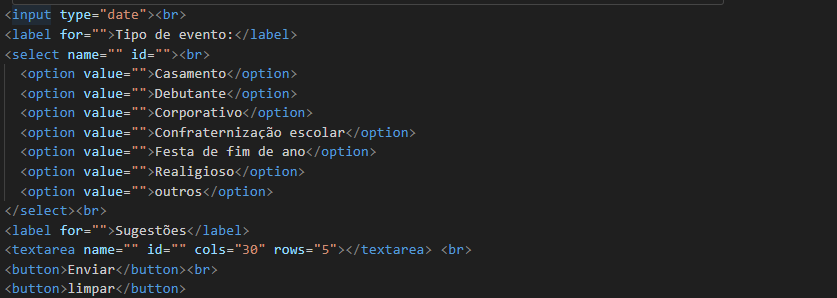 <input type="date"><br>
<label for="">Tipo de evento:</label>
<select name="" id=""><br>
<option value="">Casamento</option>
<option value="">Debutante</option>
<option value="">Corporativo</option>
<option value="">Confraternização escolar</option>
<option value="">Festa de fim de ano</option>
<option value="">Realigioso</option>
<option value="">outros</option>
</select><br>
<label for="">Sugestões</label>
<textarea name="" id="" cols="30" rows="5"></textarea> <br>
<button>Enviar</button><br>
<button>limpar</button>